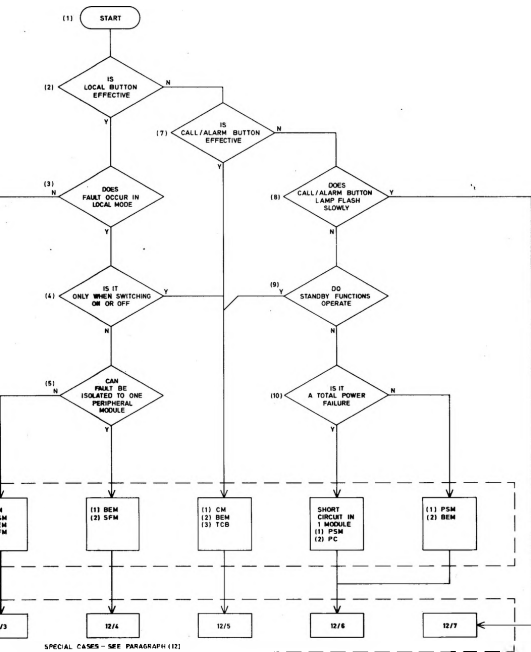 (1) START
(2) IS
LOCAL BUTTON
EFFECTIVE
N
Y
(7) IS
CALL/ALARM BUTTON
EFFECTIVE
N
Y
(3)
N
DOES
FAULT OCCUR IN
LOCAL MODE
Y
(8) DOES
CALL/ALARM BUTTON
LAMP FLASH
SLOWLY
Y
N
(4) IS IT
ONLY WHEN SWITCHING
ON OR OFF
Y
N
(9)
Y
DO
STANDBY FUNCTIONS
OPERATE
N
(5)
N
CAN
FAULT BE
ISOLATED TO ONE
PERIPHERAL
MODULE
Y
(10) IS IT
A TOTAL POWER
FAILURE
N
Y
(1) BEM
(2) SFM
(1) CM
(2) BEM
(3) TCB
SHORT
CIRCUIT IN
1 MODULE
(1) PSM
(2) PC
(1) PSM
(2) BEM
/3
12/4
12/5
12/6
12/7
SPECIAL CASES - SEE PARAGRAPH (12)